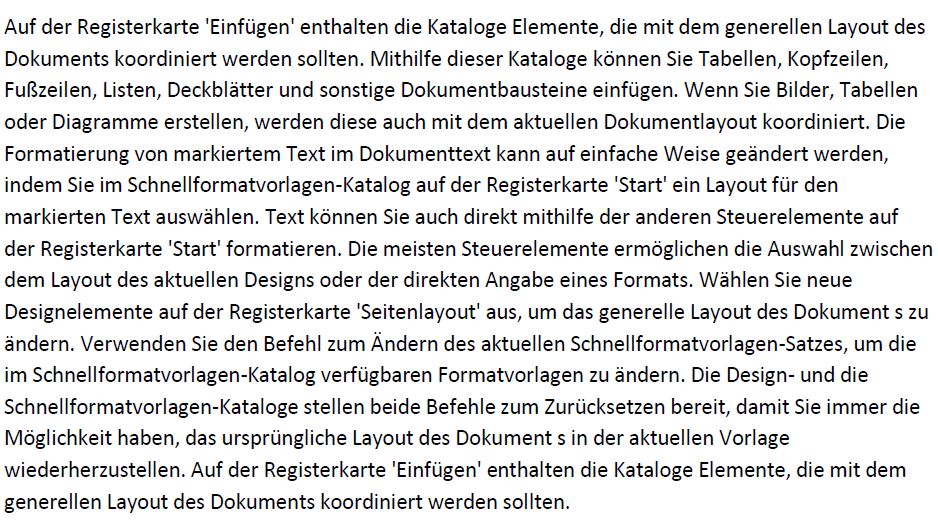 Auf der Registerkarte 'Einfügen' enthalten die Kataloge Elemente, die mit dem generellen Layout des
Dokuments koordiniert werden sollten. Mithilfe dieser Kataloge können Sie Tabellen, Kopfzeilen,
Fußzeilen, Listen, Deckblätter und sonstige Dokumentbausteine einfügen. Wenn Sie Bilder, Tabellen
oder Diagramme erstellen, werden diese auch mit dem aktuellen Dokumentlayout koordiniert. Die
Formatierung von markiertem Text im Dokumenttext kann auf einfache Weise geändert werden,
indem Sie im Schnellformatvorlagen-Katalog auf der Registerkarte 'Start' ein Layout für den
markierten Text auswählen. Text können Sie auch direkt mithilfe der anderen Steuerelemente auf
der Registerkarte 'Start' formatieren. Die meisten Steuerelemente ermöglichen die Auswahl zwischen
dem Layout des aktuellen Designs oder der direkten Angabe eines Formats. Wählen Sie neue
Designelemente auf der Registerkarte 'Seitenlayout' aus, um das generelle Layout des Dokument s zu
ändern. Verwenden Sie den Befehl zum Ändern des aktuellen Schnellformatvorlagen-Satzes, um die
im Schnellformatvorlagen-Katalog verfügbaren Formatvorlagen zu ändern. Die Design- und die
Schnellformatvorlagen-Kataloge stellen beide Befehle zum Zurücksetzen bereit, damit Sie immer die
Möglichkeit haben, das ursprüngliche Layout des Dokument s in der aktuellen Vorlage
wiederherzustellen. Auf der Registerkarte 'Einfügen' enthalten die Kataloge Elemente, die mit dem
generellen Layout des Dokuments koordiniert werden sollten.